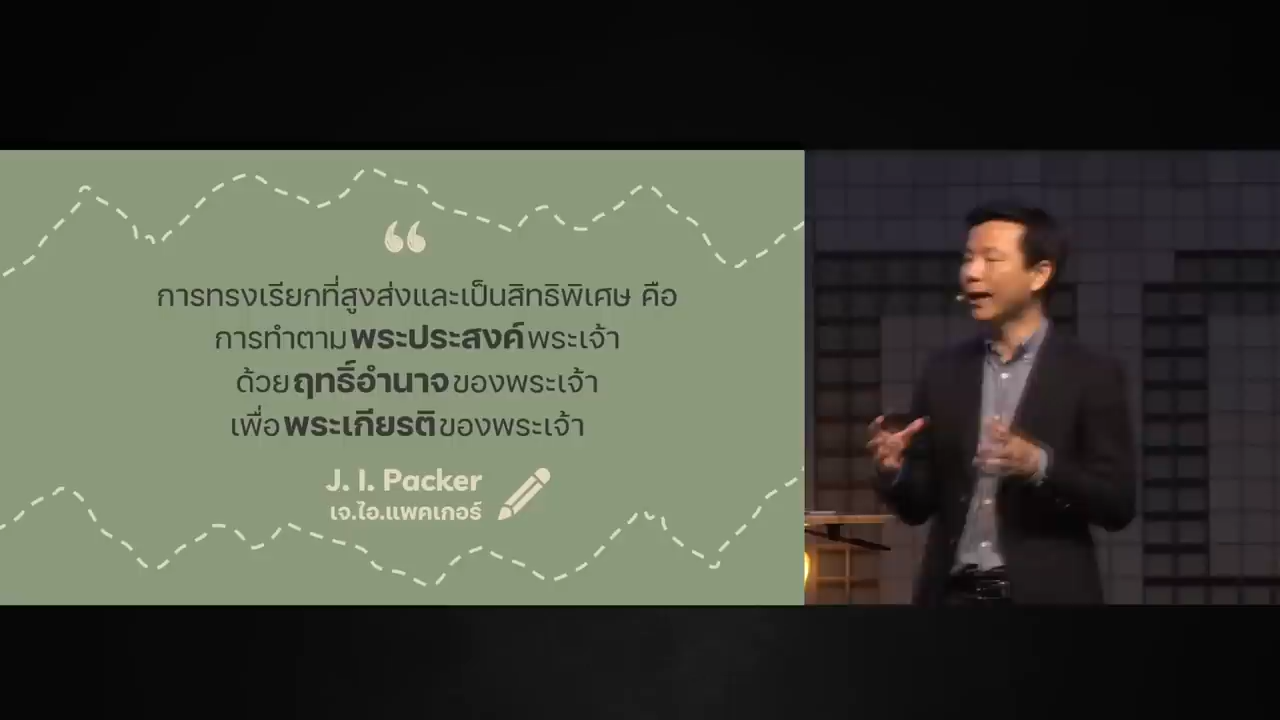 การทรงเรียกที่สูงส่งและเป็นสิทธิพิเศษ คือ
การทำตามพระประสงค์พระเจ้า
ด้วยฤทธิ์อำนาจของพระเจ้า
เพื่อพระเกียรติของพระเจ้า
J. I. Packer
เจ.ไอ.แพคเกอร์